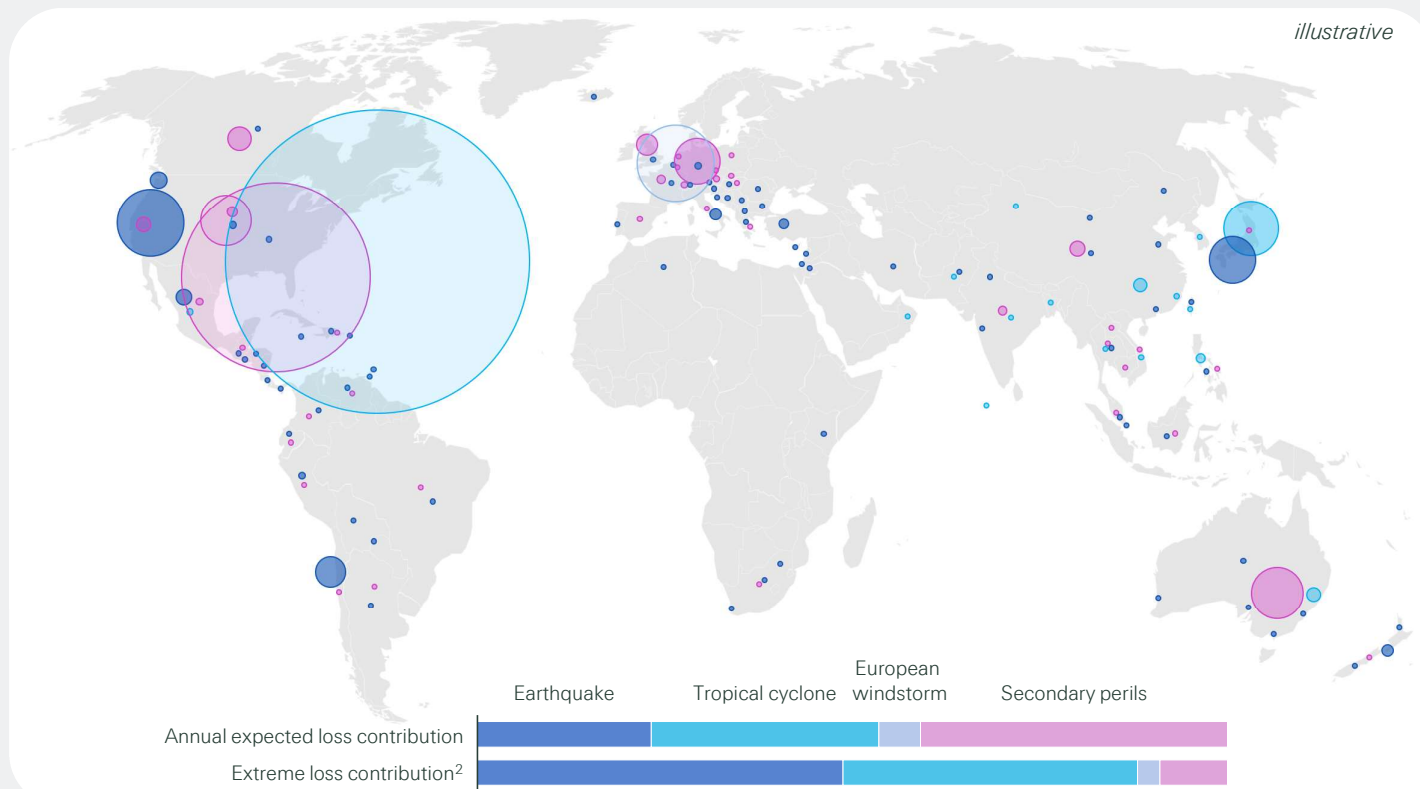 illustrative
Earthquake
Tropical cyclone
European
windstorm
Secondary perils
Annual expected loss contribution
Extreme loss contribution2